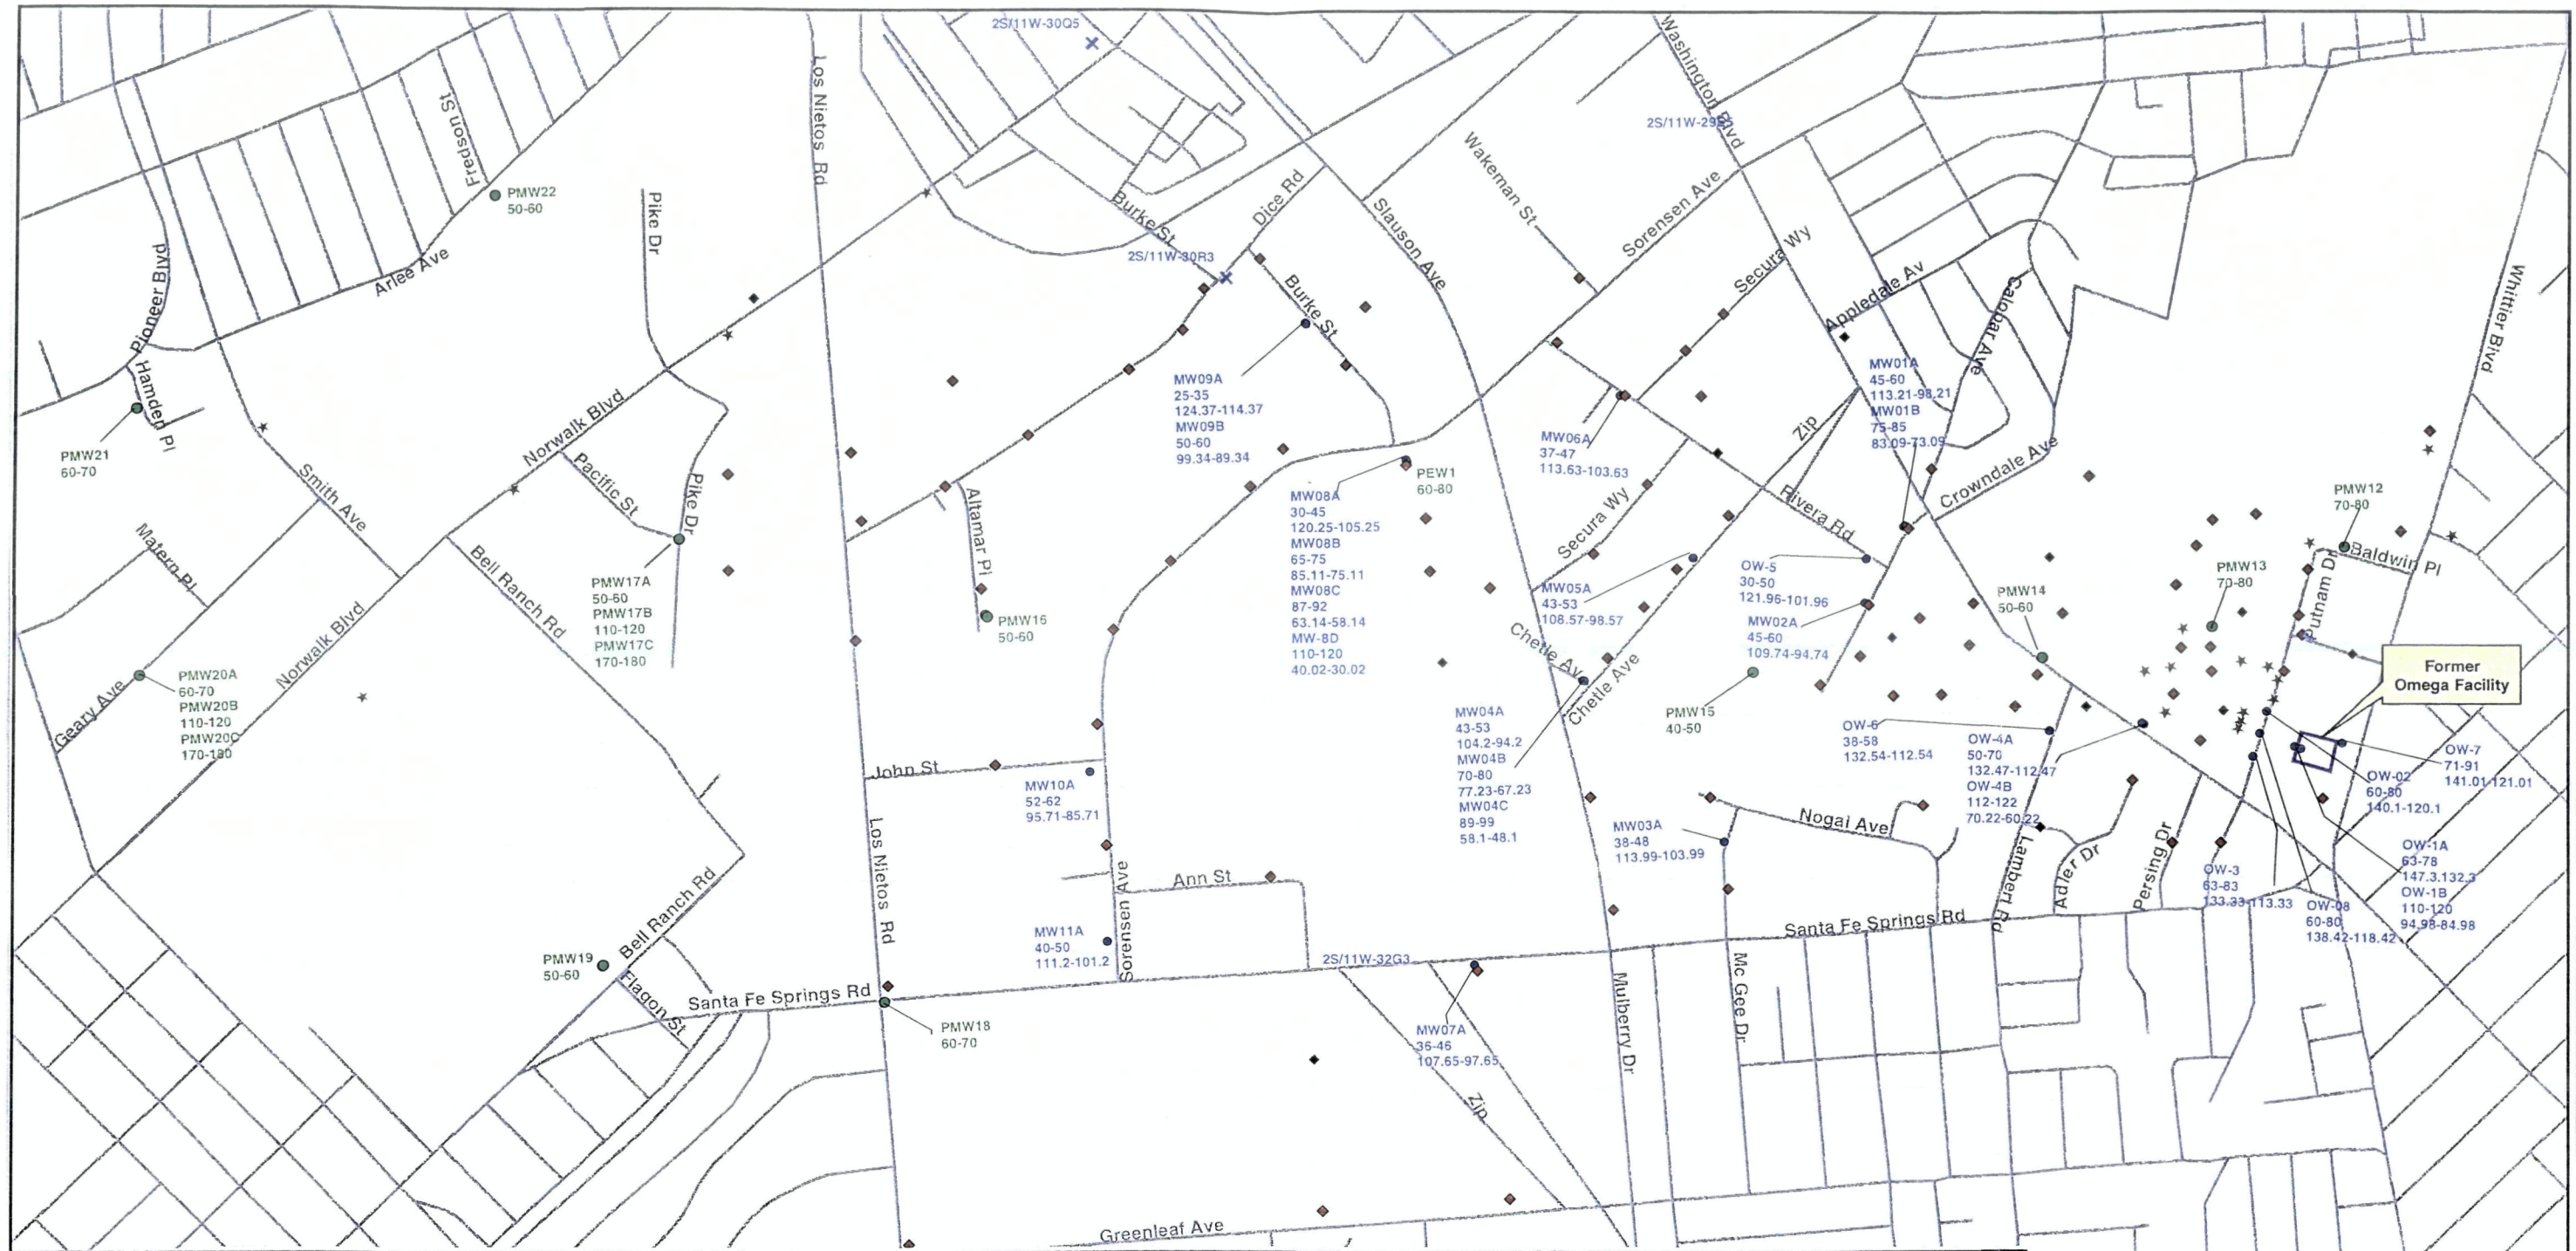 2S/11W-30Q5
Los Nietos Rd
Washington Blvd
2S/11W-29
Fredson St
PMW22
50-60
Pike Dr
Burke St
Dice Rd
Slauson Ave
Wakeman St
Sorensen Ave
Secura Wy
2S/11W-30R3
Arlee Ave
Pioneer Blvd
Burke St
Appledale Av
Calobar Ave
Whittier Blvd
Hamden Pl
PMW21
60-70
MW09A
25-35
124.37-114.37
MW09B
50-60
99.34-89.34
MW01A
45-60
113.21-98.21
MW01B
75-85
83.09-73.09
Norwalk Blvd
Smith Ave
Pacific St
Pike Dr
Altamar Pl
MW08A
30-45
120.25-105.25
MW08B
65-75
85.11-75.11
MW08C
87-92
63.14-58.14
MW-8D
110-120
40.02-30.02
PEW1
60-80
MW06A
37-47
113.63-103.63
Zip
Rivera Rd
Crowndale Ave
Secura Wy
PMW12
70-80
Baldwin Pl
Putnam Dr
PMW13
70-80
Matern Pl
Bell Ranch Rd
PMW17A
50-60
PMW17B
110-120
PMW17C
170-180
PMW16
50-60
MW05A
43-53
108.57-98.57
OW-5
30-50
121.96-101.96
MW02A
45-60
109.74-94.74
PMW14
50-60
Norwalk Blvd
Geary Ave
PMW20A
60-70
PMW20B
110-120
PMW20C
170-180
Chetle Av
Chetle Ave
PMW15
40-50
Former
Omega Facility
MW04A
43-53
104.2-94.2
MW04B
70-80
77.23-67.23
MW04C
89-99
58.1-48.1
OW-6
38-58
132.54-112.54
OW-4A
50-70
132.47-112.47
OW-4B
112-122
70.22-60.22
OW-7
71-91
141.01-121.01
OW-02
60-80
140.1-120.1
John St
MW10A
52-62
95.71-85.71
Los Nietos Rd
MW03A
38-48
113.99-103.99
Nogai Ave
Lambert Rd
Adler Dr
Persing Dr
OW-1A
63-78
147.3.132.3
OW-1B
110-120
94.98-84.98
OW-3
63-83
133.33-113.33
OW-08
60-80
138.42-118.42
Ann St
Sorensen Ave
Bell Ranch Rd
MW11A
40-50
111.2-101.2
Santa Fe Springs Rd
PMW19
50-60
Flagon St
Santa Fe Springs Rd
2S/11W-32G3
PMW18
60-70
MW07A
36-46
107.65-97.65
Mulberry Dr
Mc Gee Dr
Zip
Greenleaf Ave